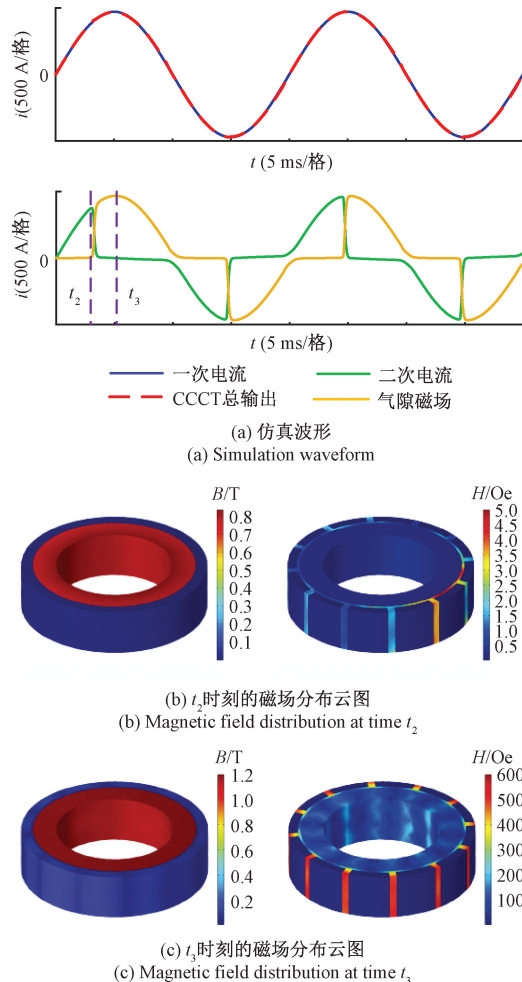 i(500 A/格)
0
t (5 ms/格)
i(500 A/格)
0
t2
t3
t (5 ms/格)
一次电流
二次电流
CCCT总输出
气隙磁场
(a) 仿真波形
(a) Simulation waveform
B/T
0.8
0.7
0.6
0.5
0.4
0.3
0.2
0.1
H/Oe
5.0
4.5
4.0
3.5
3.0
2.5
2.0
1.5
1.0
0.5
(b) t2时刻的磁场分布云图
(b) Magnetic field distribution at time t2
B/T
1.2
1.0
0.8
0.6
0.4
0.2
H/Oe
600
500
400
300
200
100
(c) t3时刻的磁场分布云图
(c) Magnetic field distribution at time t3